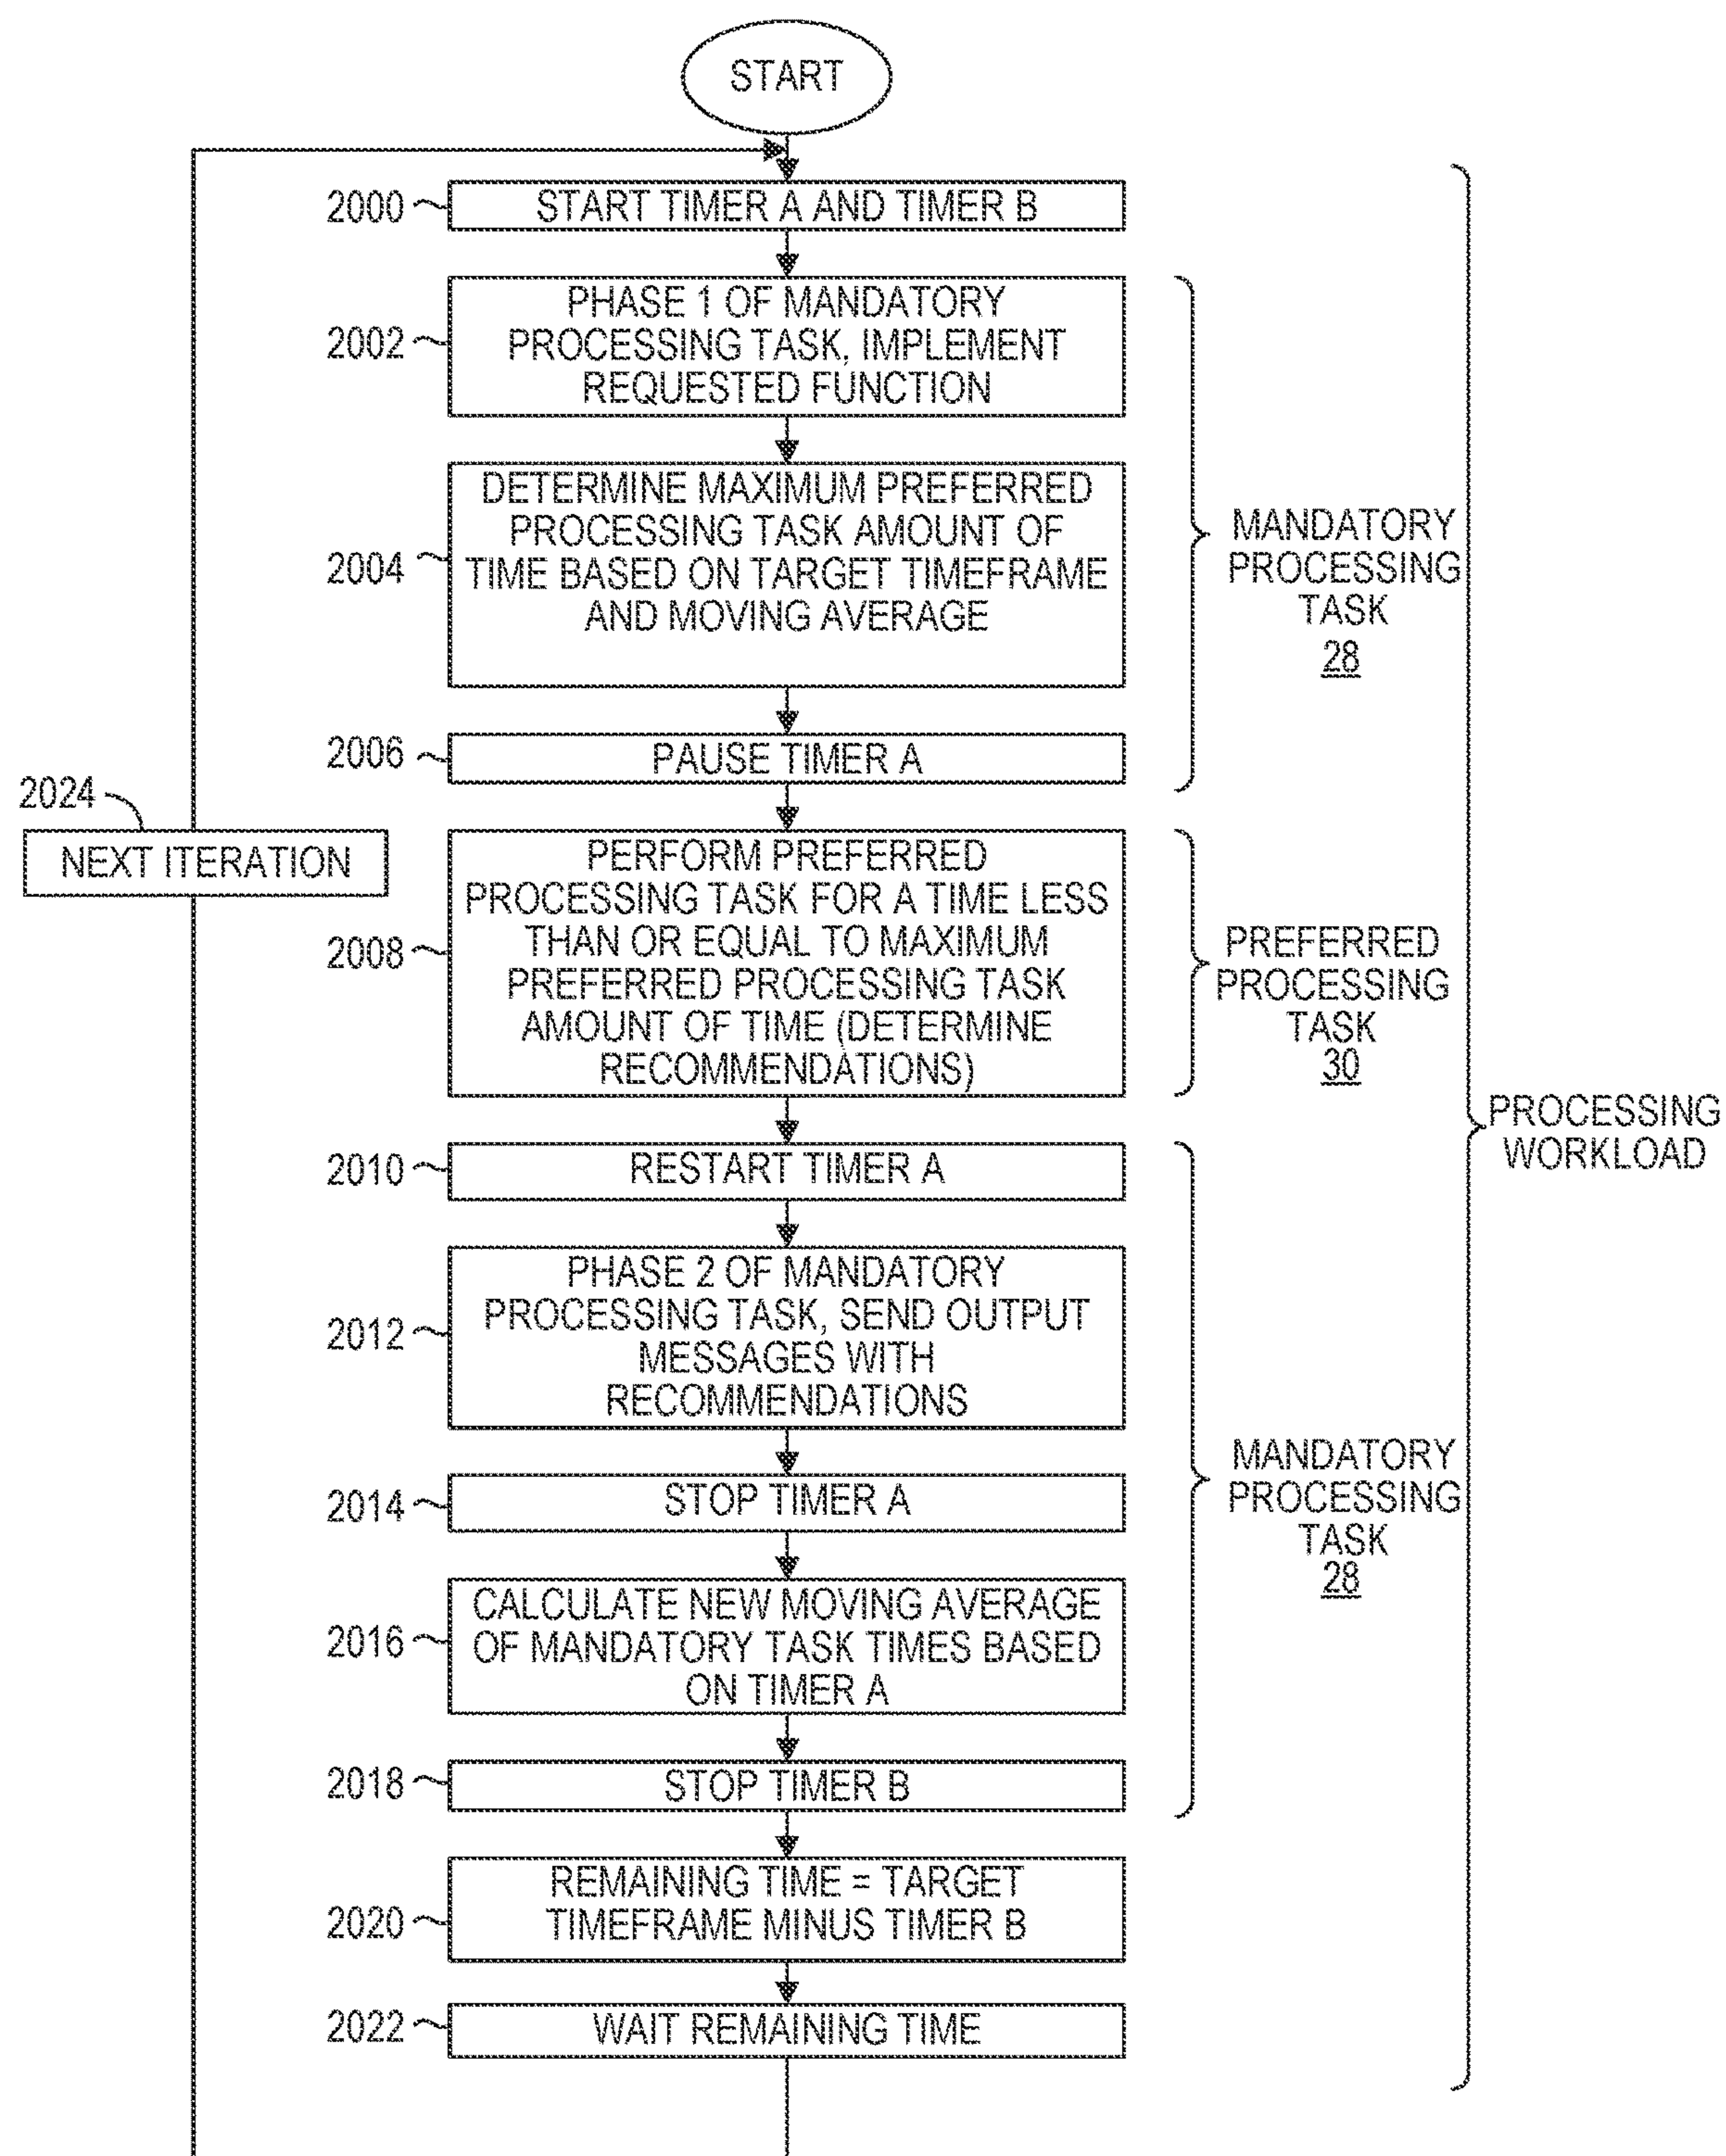 START
2000
START TIMER A AND TIMER B
2002
PHASE 1 OF MANDATORY
PROCESSING TASK, IMPLEMENT
REQUESTED FUNCTION
2004
DETERMINE MAXIMUM PREFERRED
PROCESSING TASK AMOUNT OF
TIME BASED ON TARGET TIMEFRAME
AND MOVING AVERAGE
MANDATORY
PROCESSING
TASK
28
2006
PAUSE TIMER A
2024
NEXT ITERATION
2008
PERFORM PREFERRED
PROCESSING TASK FOR A TIME LESS
THAN OR EQUAL TO MAXIMUM
PREFERRED PROCESSING TASK
AMOUNT OF TIME (DETERMINE
RECOMMENDATIONS)
PREFERRED
PROCESSING
TASK
30
PROCESSING
WORKLOAD
2010
RESTART TIMER A
2012
PHASE 2 OF MANDATORY
PROCESSING TASK, SEND OUTPUT
MESSAGES WITH
RECOMMENDATIONS
2014
STOP TIMER A
MANDATORY
PROCESSING
TASK
28
2016
CALCULATE NEW MOVING AVERAGE
OF MANDATORY TASK TIMES BASED
ON TIMER A
2018
STOP TIMER B
2020
REMAINING TIME = TARGET
TIMEFRAME MINUS TIMER B
2022
WAIT REMAINING TIME